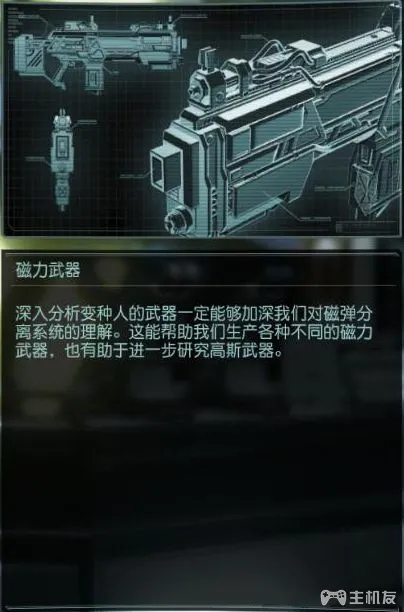 磁力武器
深入分析变种人的武器一定能够加深我们对磁弹分
离系统的理解。这能帮助我们生产各种不同的磁力
武器，也有助于进一步研究高斯武器。
主机友